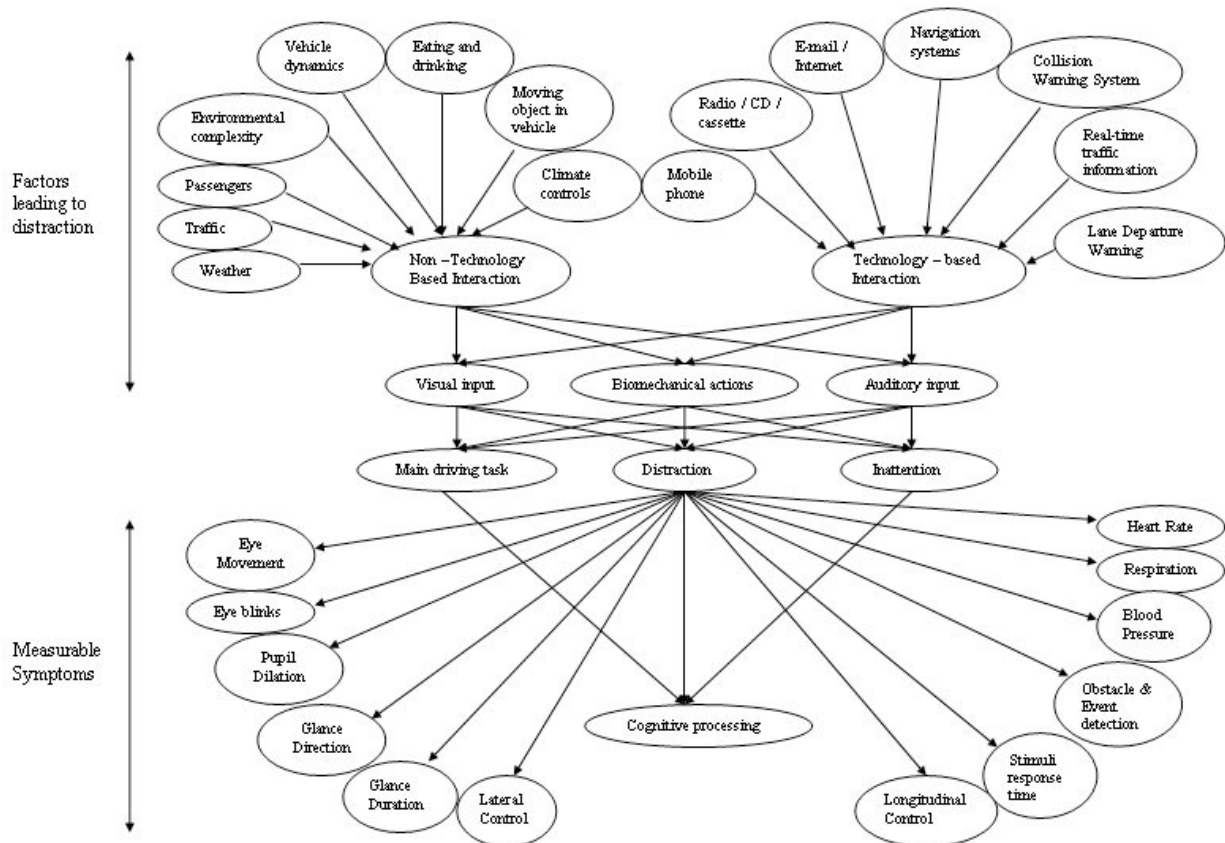 Vehicle
dynamics
Eating and
drinking
E-mail /
Internet
Navigation
systems
Collision
Warning System
Environmental
complexity
Moving
object in
vehicle
Radio / CD /
cassette
Real-time
traffic
information
Factors
leading to
distraction
Passengers
Climate
controls
Mobile
phone
Traffic
Weather
Non –Technology
Based Interaction
Technology – based
Interaction
Lane Departure
Warning
Visual input
Biomechanical actions
Auditory input
Main driving task
Distraction
Inattention
Measurable
Symptoms
Eye
Movement
Heart Rate
Respiration
Eye blinks
Blood
Pressure
Pupil
Dilation
Obstacle &
Event
detection
Glance
Direction
Cognitive processing
Stimuli
response
time
Glance
Duration
Lateral
Control
Longitudinal
Control